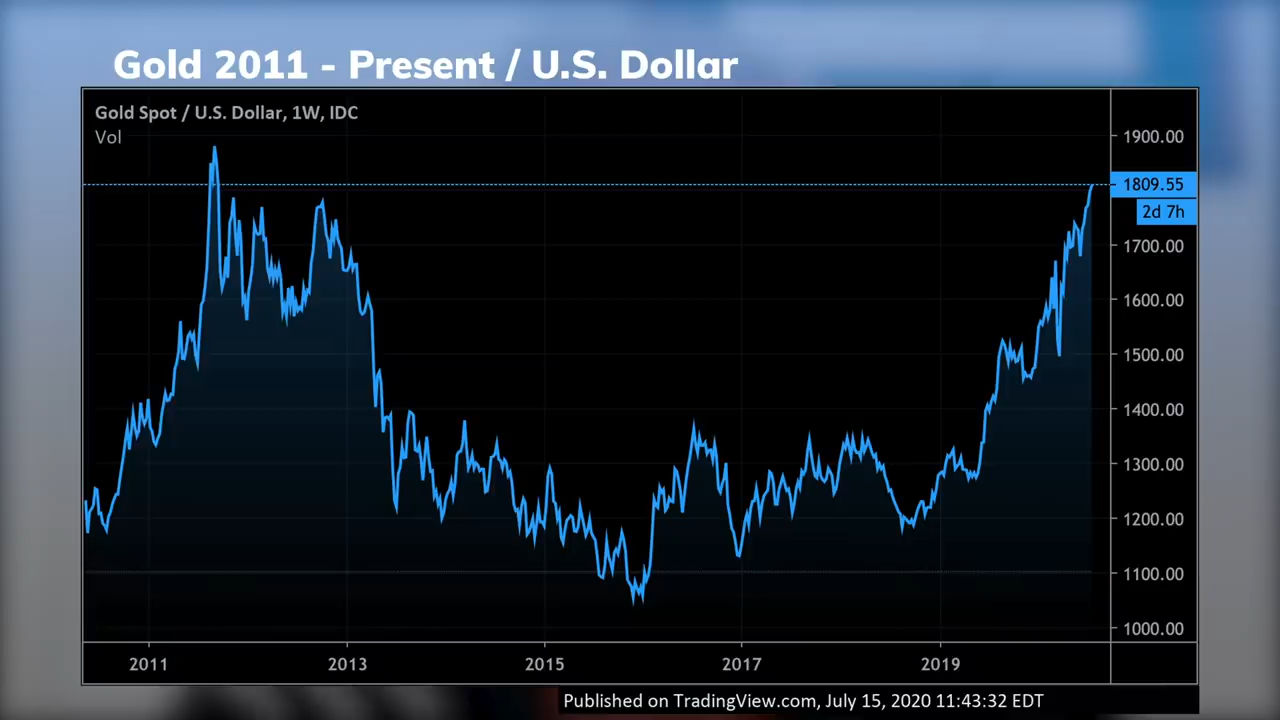 Gold 2011 - Present / U.S. Dollar
Gold Spot / U.S. Dollar, 1W, IDC
Vol
1900.00
1809.55
2d 7h
1700.00
1600.00
1500.00
1400.00
1300.00
1200.00
1100.00
1000.00
2011 2013 2015 2017 2019
Published on TradingView.com, July 15, 2020 11:43:32 EDT